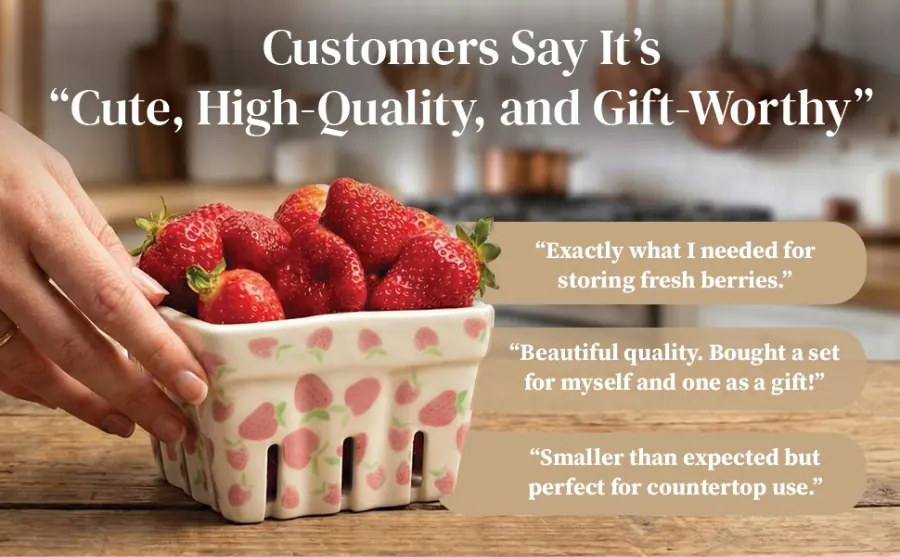 Customers Say It’s
“Cute, High-Quality, and Gift-Worthy”
“Exactly what I needed for
storing fresh berries.”
“Beautiful quality. Bought a set
for myself and one as a gift!”
“Smaller than expected but
perfect for countertop use.”